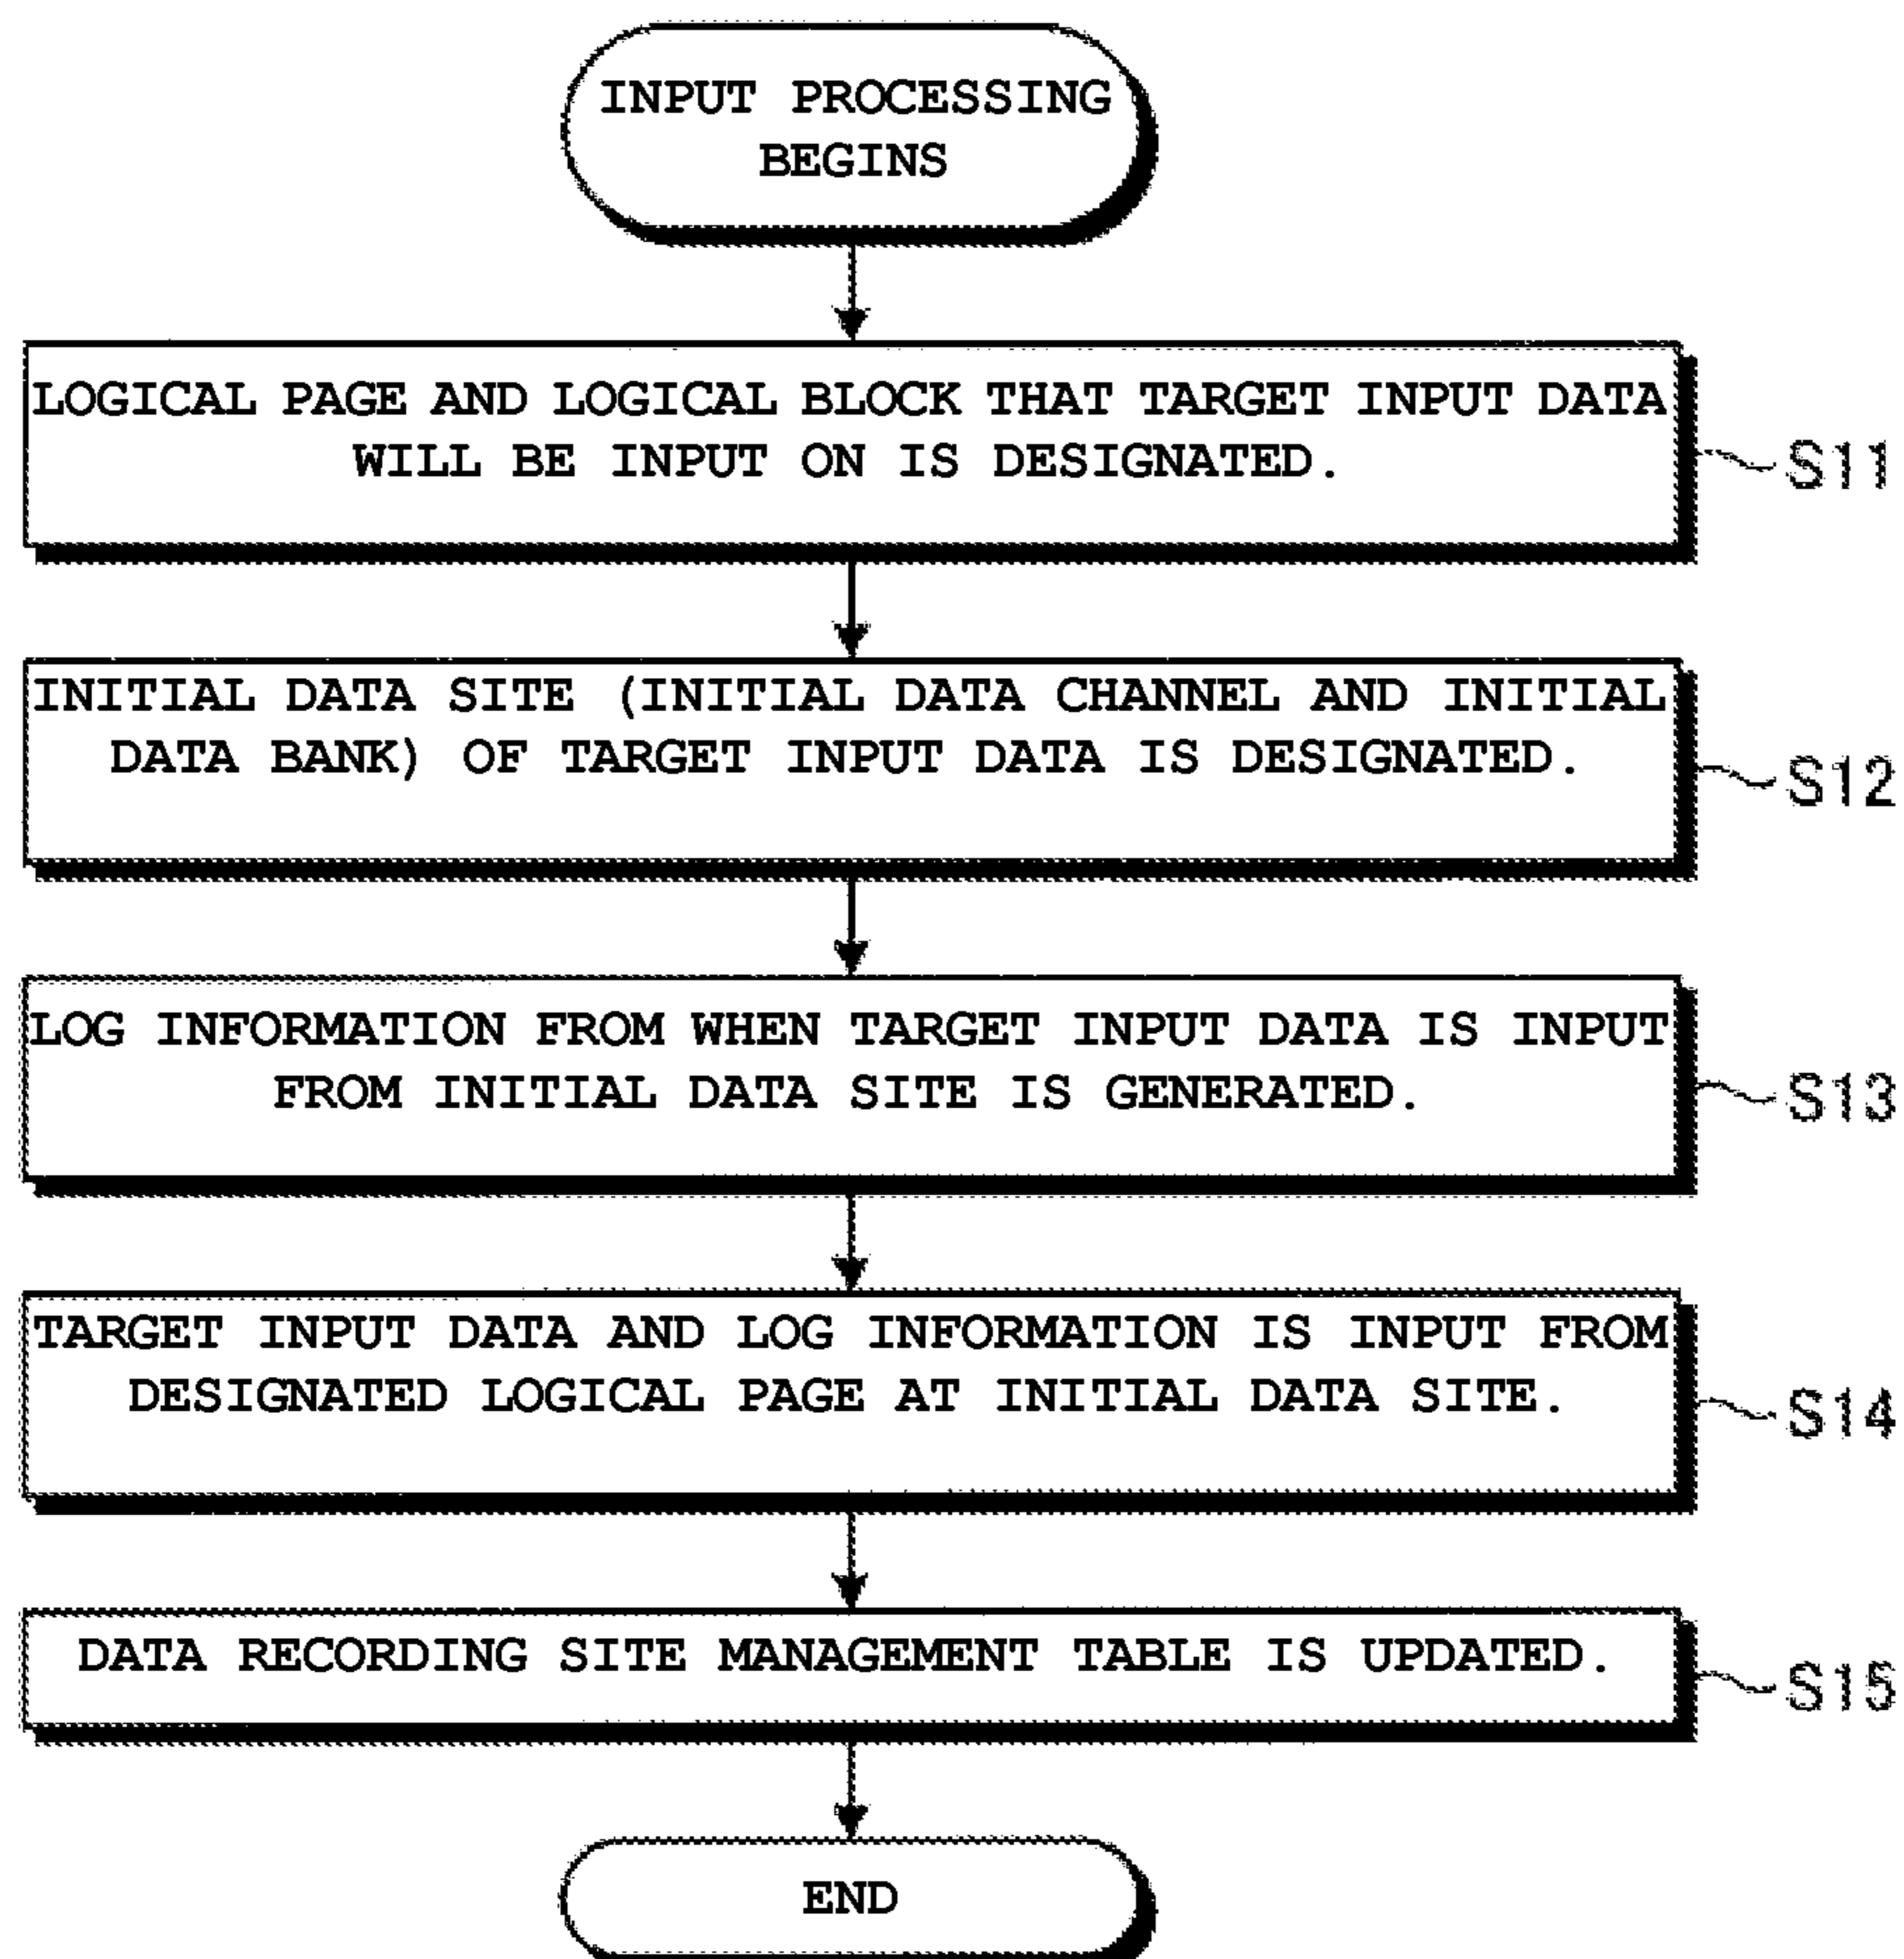 INPUT PROCESSING
BEGINS
LOGICAL PAGE AND LOGICAL BLOCK THAT TARGET INPUT DATA
WILL BE INPUT ON IS DESIGNATED.
S11
INITIAL DATA SITE (INITIAL DATA CHANNEL AND INITIAL
DATA BANK) OF TARGET INPUT DATA IS DESIGNATED.
S12
LOG INFORMATION FROM WHEN TARGET INPUT DATA IS INPUT
FROM INITIAL DATA SITE IS GENERATED.
S13
TARGET INPUT DATA AND LOG INFORMATION IS INPUT FROM
DESIGNATED LOGICAL PAGE AT INITIAL DATA SITE.
S14
DATA RECORDING SITE MANAGEMENT TABLE IS UPDATED.
S15
END